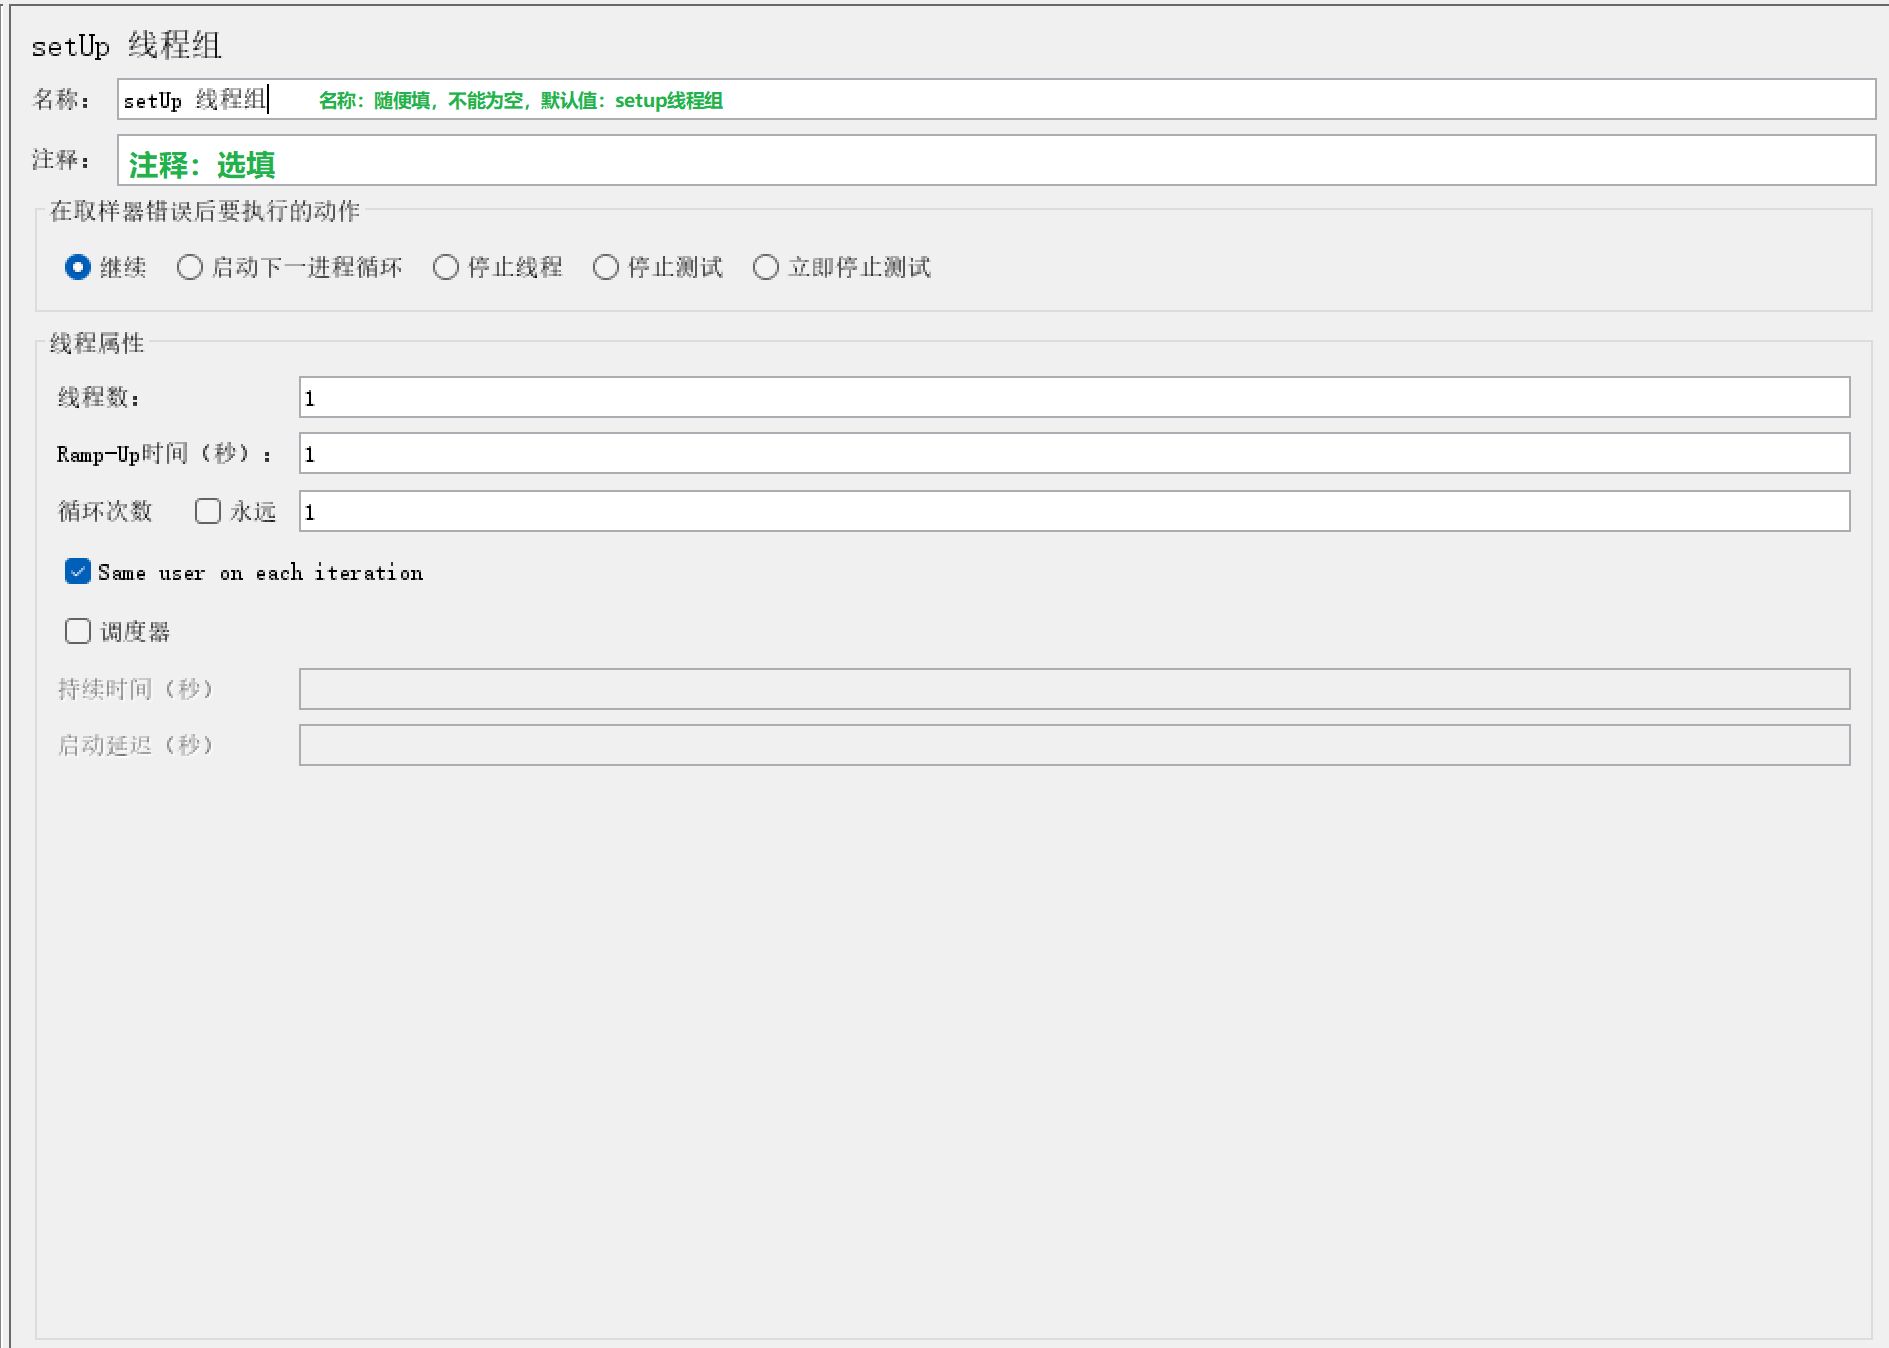 setUp 线程组
名称： setUp 线程组 名称：随便填，不能为空，默认值：setup线程组
注释： 注释：选填
在取样器错误后要执行的动作
继续 启动下一进程循环 停止线程 停止测试 立即停止测试
线程属性
线程数： 1
Ramp-Up时间（秒）： 1
循环次数 永远 1
Same user on each iteration
调度器
持续时间（秒）
启动延迟（秒）